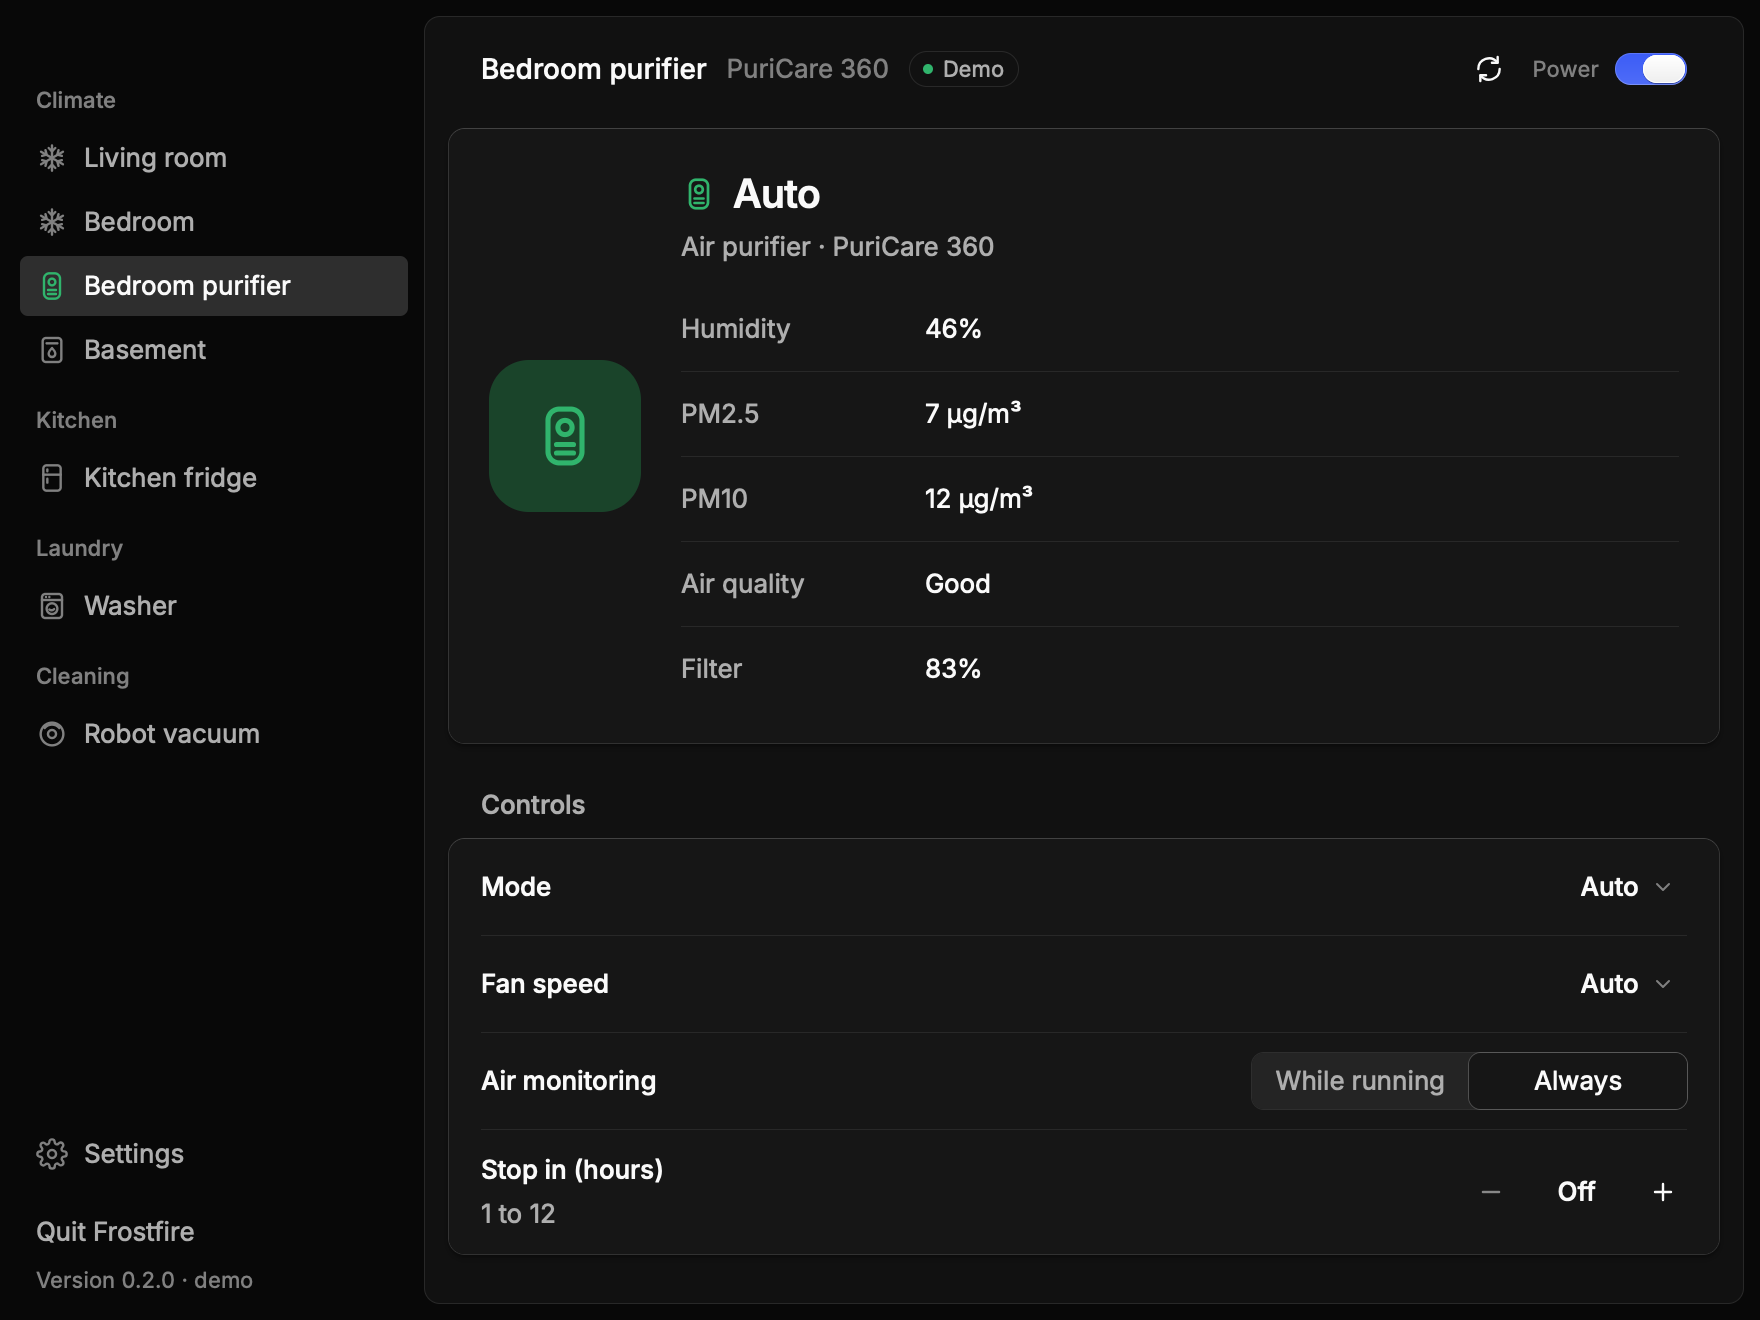 Climate
Living room
Bedroom
Bedroom purifier
Basement
Kitchen
Kitchen fridge
Laundry
Washer
Cleaning
Robot vacuum
Settings
Quit Frostfire
Version 0.2.0 · demo
Bedroom purifier PuriCare 360 Demo Power
Auto
Air purifier · PuriCare 360
Humidity 46%
PM2.5 7 µg/m³
PM10 12 µg/m³
Air quality Good
Filter 83%
Controls
Mode Auto
Fan speed Auto
Air monitoring While running Always
Stop in (hours)
1 to 12
− Off +